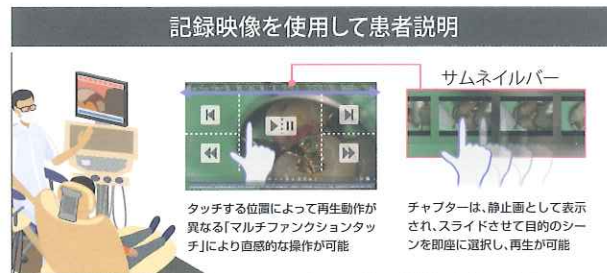 記録映像を使用して患者説明
サムネイルバー
タッチする位置によって再生動作が
異なる「マルチファンクションタッ
チ」により直感的な操作が可能
チャプターは、静止画として表示
され、スライドさせて目的のシー
ンを即座に選択し、再生が可能